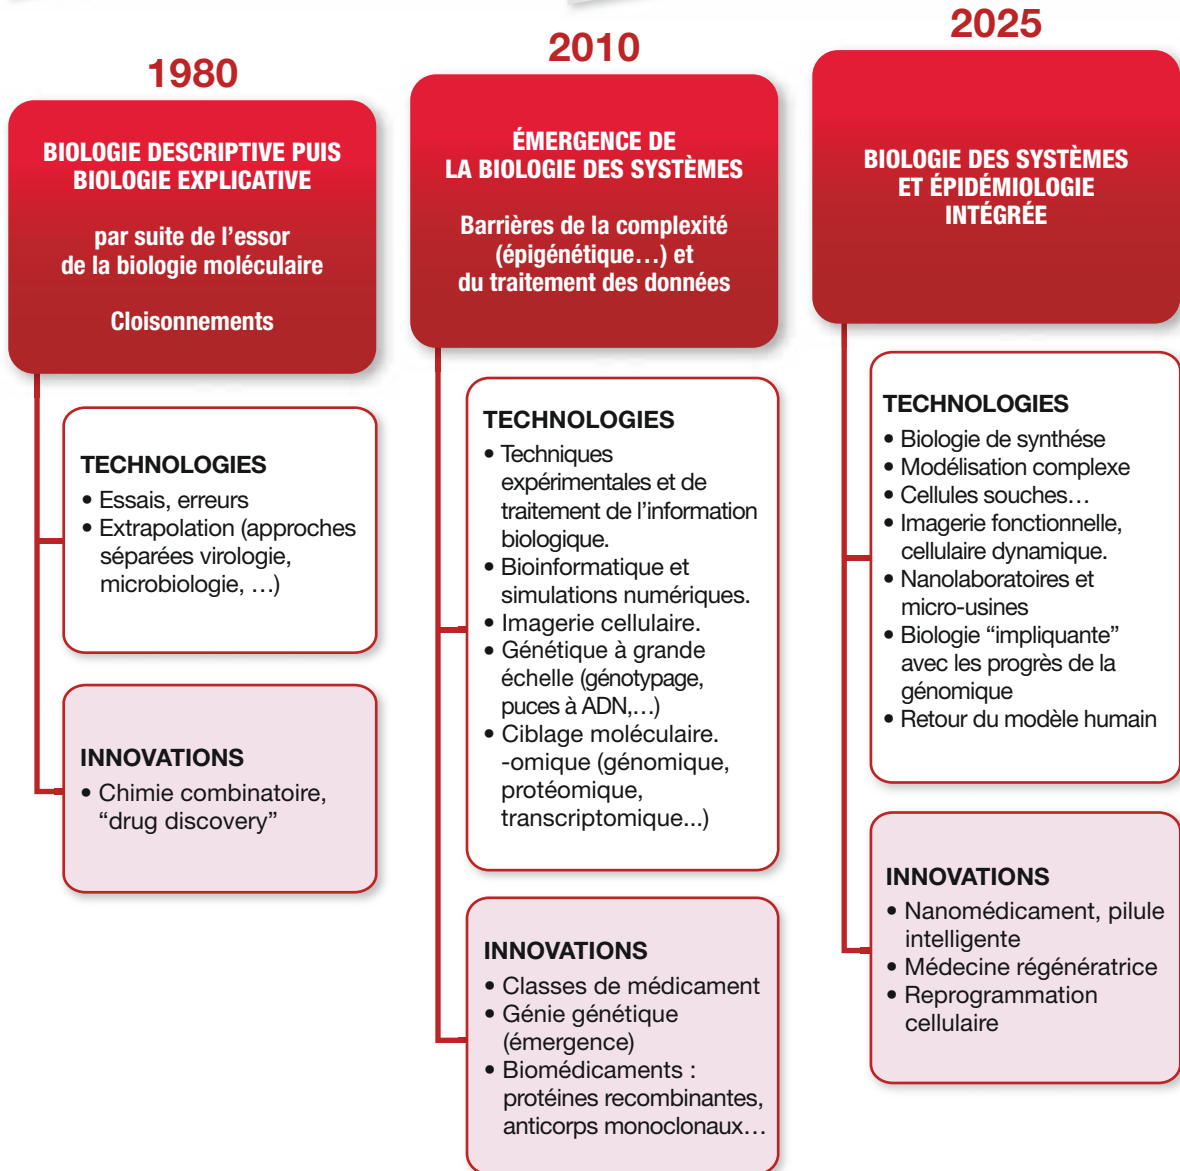 1980
BIOLOGIE DESCRIPTIVE PUIS
BIOLOGIE EXPLICATIVE
par suite de l’essor
de la biologie moléculaire
Cloisonnements
TECHNOLOGIES
• Essais, erreurs
• Extrapolation (approches
séparées virologie,
microbiologie, …)
INNOVATIONS
• Chimie combinatoire,
“drug discovery”
2010
ÉMERGENCE DE
LA BIOLOGIE DES SYSTÈMES
Barrières de la complexité
(épigénétique…) et
du traitement des données
TECHNOLOGIES
• Techniques
expérimentales et de
traitement de l’information
biologique.
• Bioinformatique et
simulations numériques.
• Imagerie cellulaire.
• Génétique à grande
échelle (génotypage,
puces à ADN,…)
• Ciblage moléculaire.
-omique (génomique,
protéomique,
transcriptomique...)
INNOVATIONS
• Classes de médicament
• Génie génétique
(émergence)
• Biomédicaments :
protéines recombinantes,
anticorps monoclonaux…
2025
BIOLOGIE DES SYSTÈMES
ET ÉPIDÉMIOLOGIE
INTÉGRÉE
TECHNOLOGIES
• Biologie de synthése
• Modélisation complexe
• Cellules souches…
• Imagerie fonctionnelle,
cellulaire dynamique.
• Nanolaboratoires et
micro-usines
• Biologie “impliquante”
avec les progrès de la
génomique
• Retour du modèle humain
INNOVATIONS
• Nanomédicament, pilule
intelligente
• Médecine régénératrice
• Reprogrammation
cellulaire